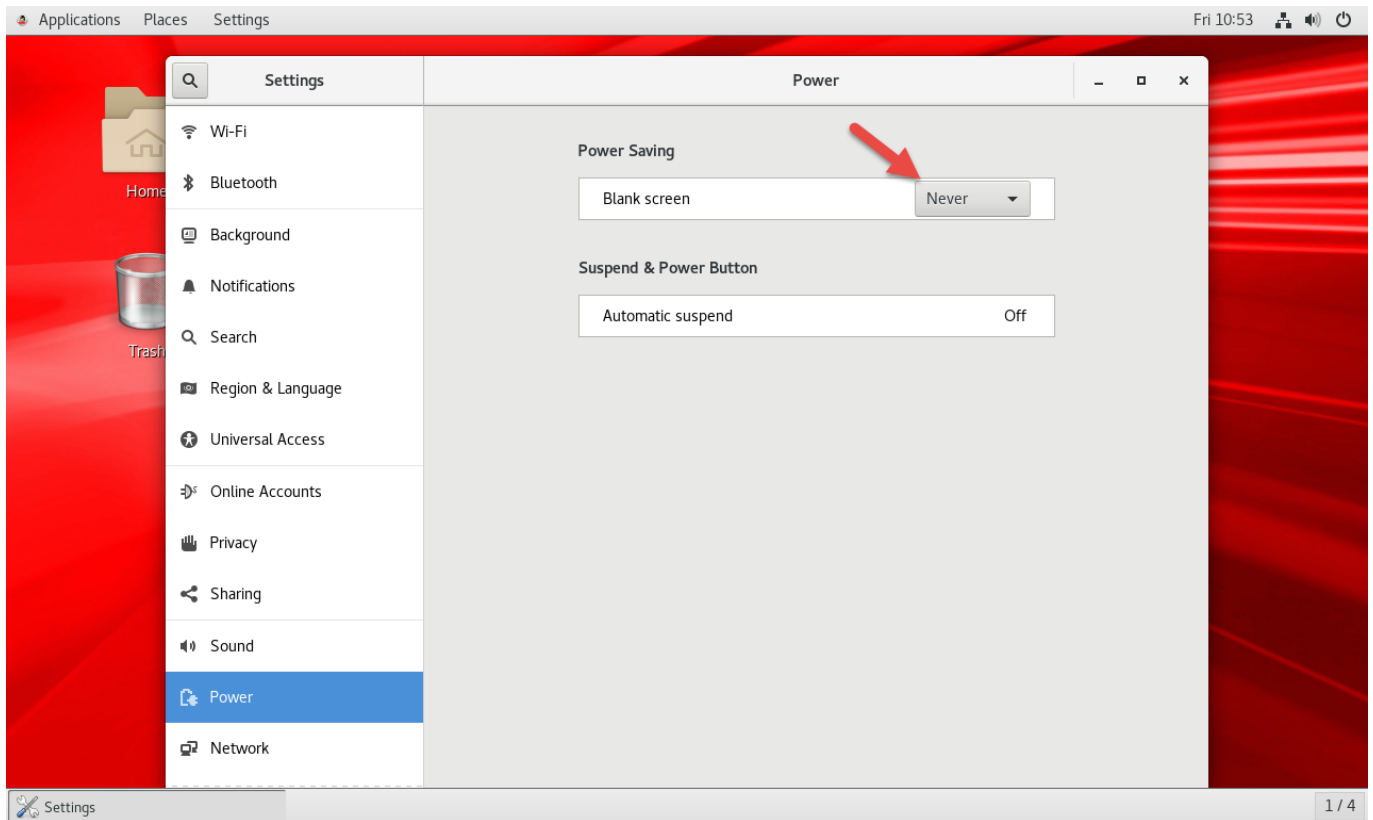 Applications Places Settings Fri 10:53
Settings Power
Home
Trash
Wi-Fi
Bluetooth
Background
Notifications
Search
Region & Language
Universal Access
Online Accounts
Privacy
Sharing
Sound
Power
Network
Power Saving
Blank screen Never
Suspend & Power Button
Automatic suspend Off
Settings 1 / 4